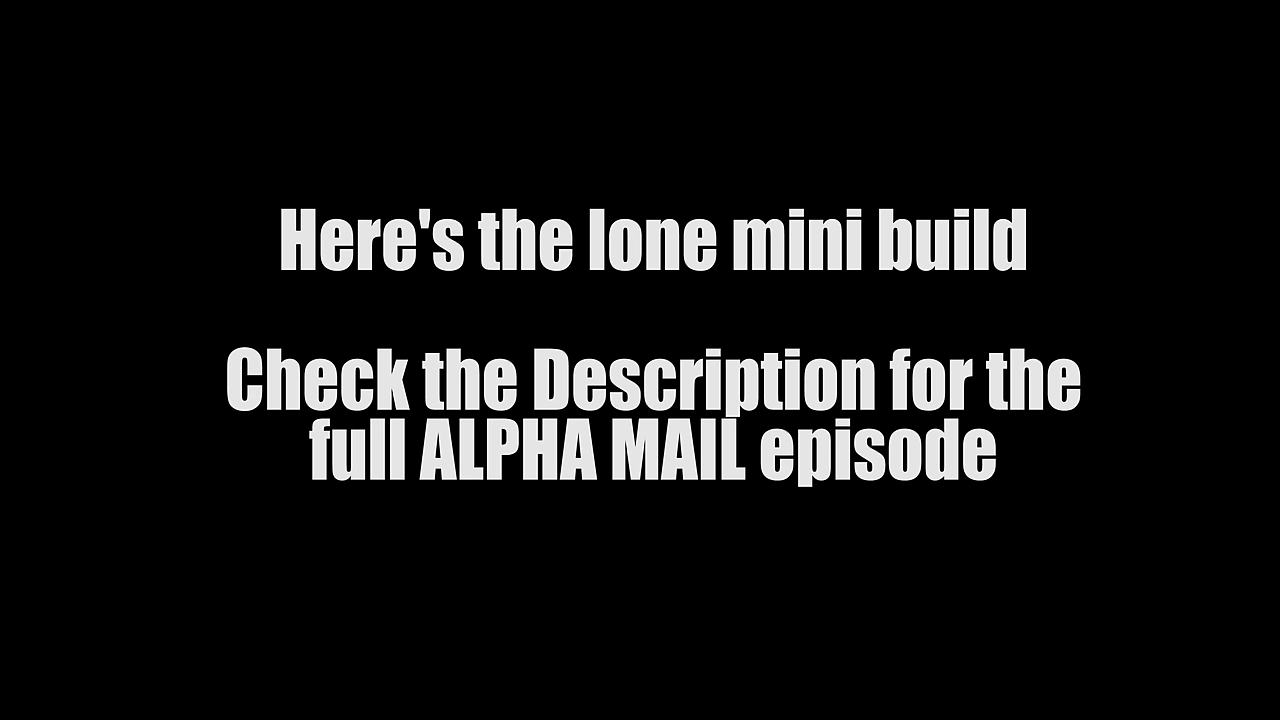 Here's the lone mini build
Check the Description for the
full ALPHA MAIL episode